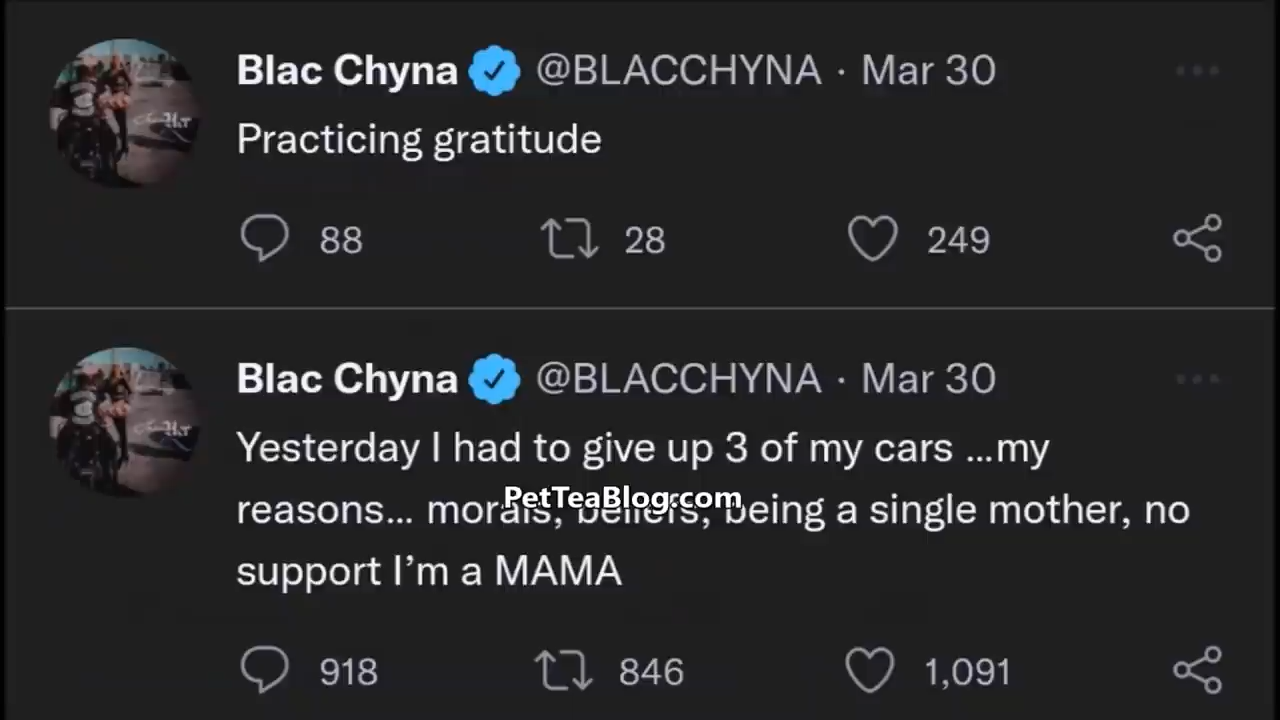 Blac Chyna @BLACCHYNA · Mar 30
Practicing gratitude
88 28 249
Blac Chyna @BLACCHYNA · Mar 30
Yesterday I had to give up 3 of my cars ...my
PetTeaBlog.com
reasons... morals, beliefs, being a single mother, no
support I’m a MAMA
918 846 1,091